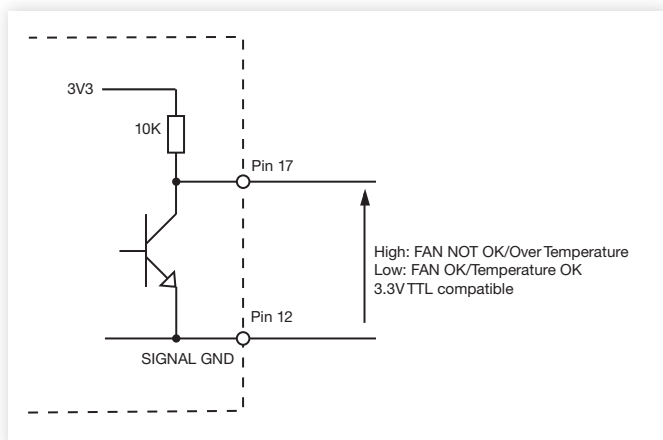 3V3
10K
Pin 17
High: FAN NOT OK/Over Temperature
Low: FAN OK/Temperature OK
3.3V TTL compatible
Pin 12
SIGNAL GND